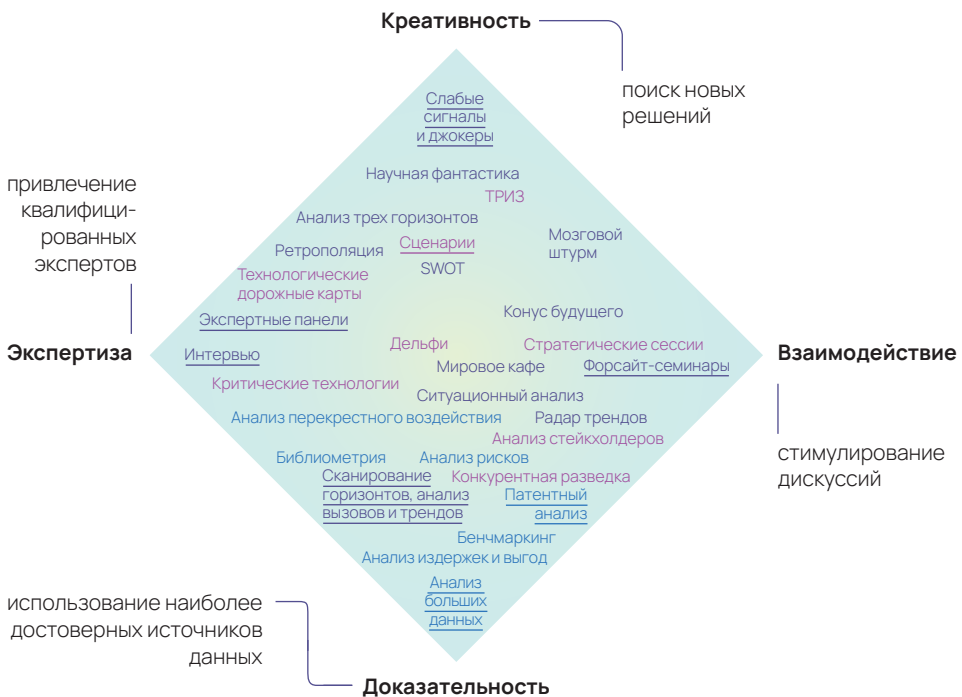 Креативность
поиск новых
решений
Слабые
сигналы
и джокеры
привлечение
квалифици-
рованных
экспертов
Научная фантастика
ТРИЗ
Анализ трех горизонтов
Мозговой
штурм
Ретрополяция
Сценарии
SWOT
Технологические
дорожные карты
Конус будущего
Экспертные панели
Экспертиза
Интервью
Дельфи
Стратегические сессии
Взаимодействие
Мировое кафе
Форсайт-семинары
Критические технологии
Ситуационный анализ
Анализ перекрестного воздействия
Радар трендов
Анализ стейкхолдеров
стимулирование
дискуссий
Библиометрия
Анализ рисков
Сканирование
горизонтов, анализ
вызовов и трендов
Конкурентная разведка
Патентный
анализ
Бенчмаркинг
Анализ издержек и выгод
Анализ
больших
данных
использование наиболее
достоверных источников
данных
Доказательность